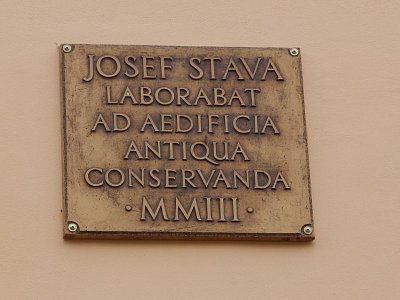 JOSEF STAVA
LABORABAT
AD AEDIFICIA
ANTIQUA
CONSERVANDA
·MMIII·